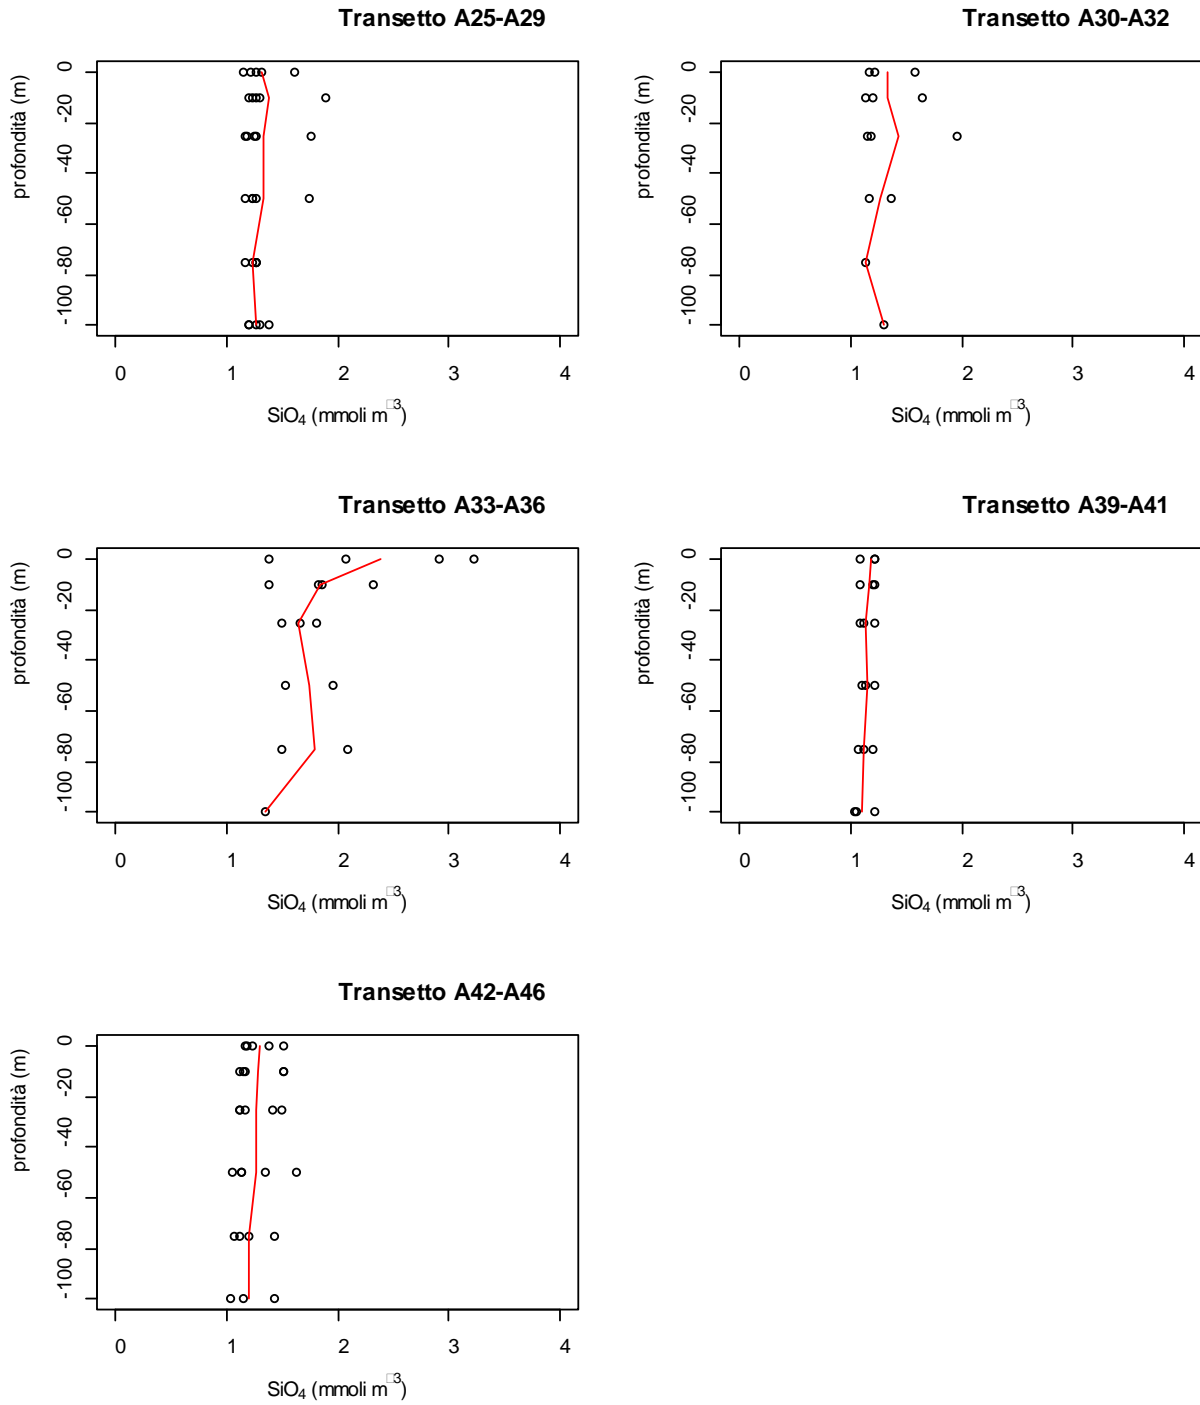 Transetto A25-A29
profondità (m)
0
-20
-40
-60
-80
-100
0 1 2 3 4
SiO₄ (mmoli m□³)
Transetto A30-A32
profondità (m)
0
-20
-40
-60
-80
-100
0 1 2 3 4
SiO₄ (mmoli m□³)
Transetto A33-A36
profondità (m)
0
-20
-40
-60
-80
-100
0 1 2 3 4
SiO₄ (mmoli m□³)
Transetto A39-A41
profondità (m)
0
-20
-40
-60
-80
-100
0 1 2 3 4
SiO₄ (mmoli m□³)
Transetto A42-A46
profondità (m)
0
-20
-40
-60
-80
-100
0 1 2 3 4
SiO₄ (mmoli m□³)